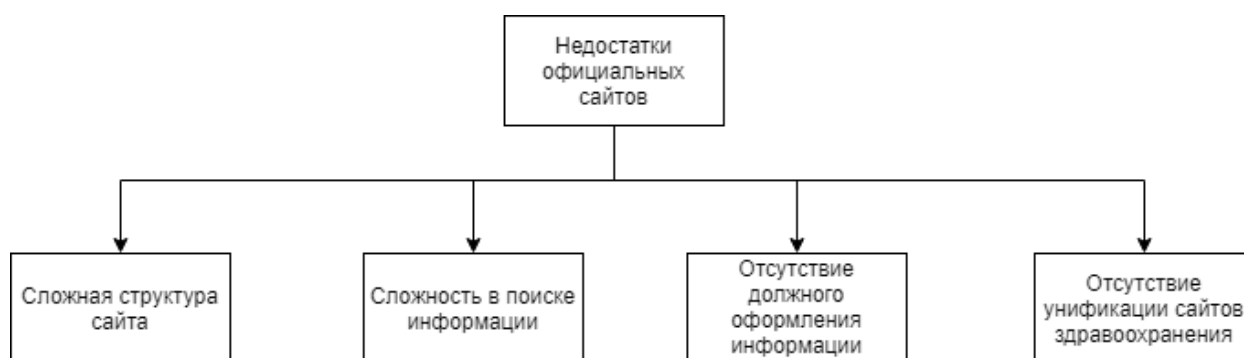 Недостатки
официальных
сайтов
Сложная структура
сайта
Сложность в поиске
информации
Отсутствие
должного
оформления
информации
Отсутствие
унификации сайтов
здравоохранения